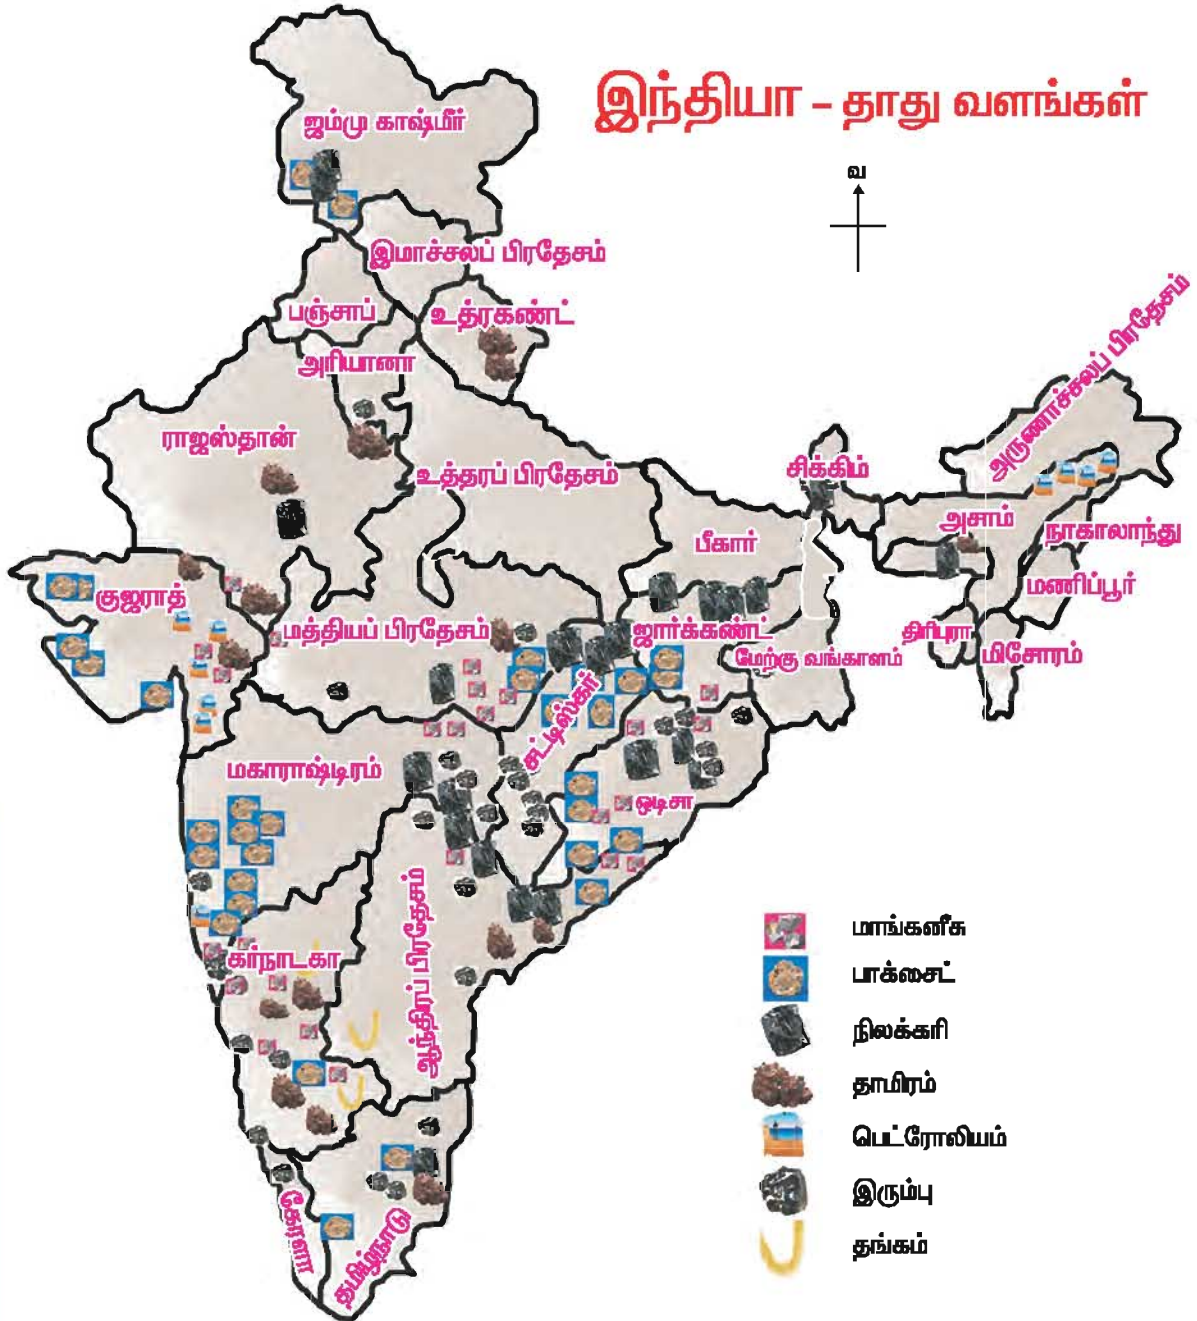 இந்தியா – தாது வளங்கள்
வ
ஜம்மு காஷ்மீர்
இமாச்சலப் பிரதேசம்
பஞ்சாப்
உத்ரகண்ட்
அரியானா
அருணாச்சலப் பிரதேசம்
ராஜஸ்தான்
உத்தரப் பிரதேசம்
சிக்கிம்
அசாம்
நாகாலாந்து
பீகார்
மணிப்பூர்
குஜராத்
மத்தியப் பிரதேசம்
ஜார்க்கண்ட்
திரிபுரா
மிசோரம்
மேற்கு வங்காளம்
சட்டிஸ்கர்
மகாராஷ்டிரம்
ஒடிசா
ஆந்திரப் பிரதேசம்
கர்நாடகா
கேரளா
தமிழ்நாடு
மாங்கனீசு
பாக்சைட்
நிலக்கரி
தாமிரம்
பெட்ரோலியம்
இரும்பு
தங்கம்